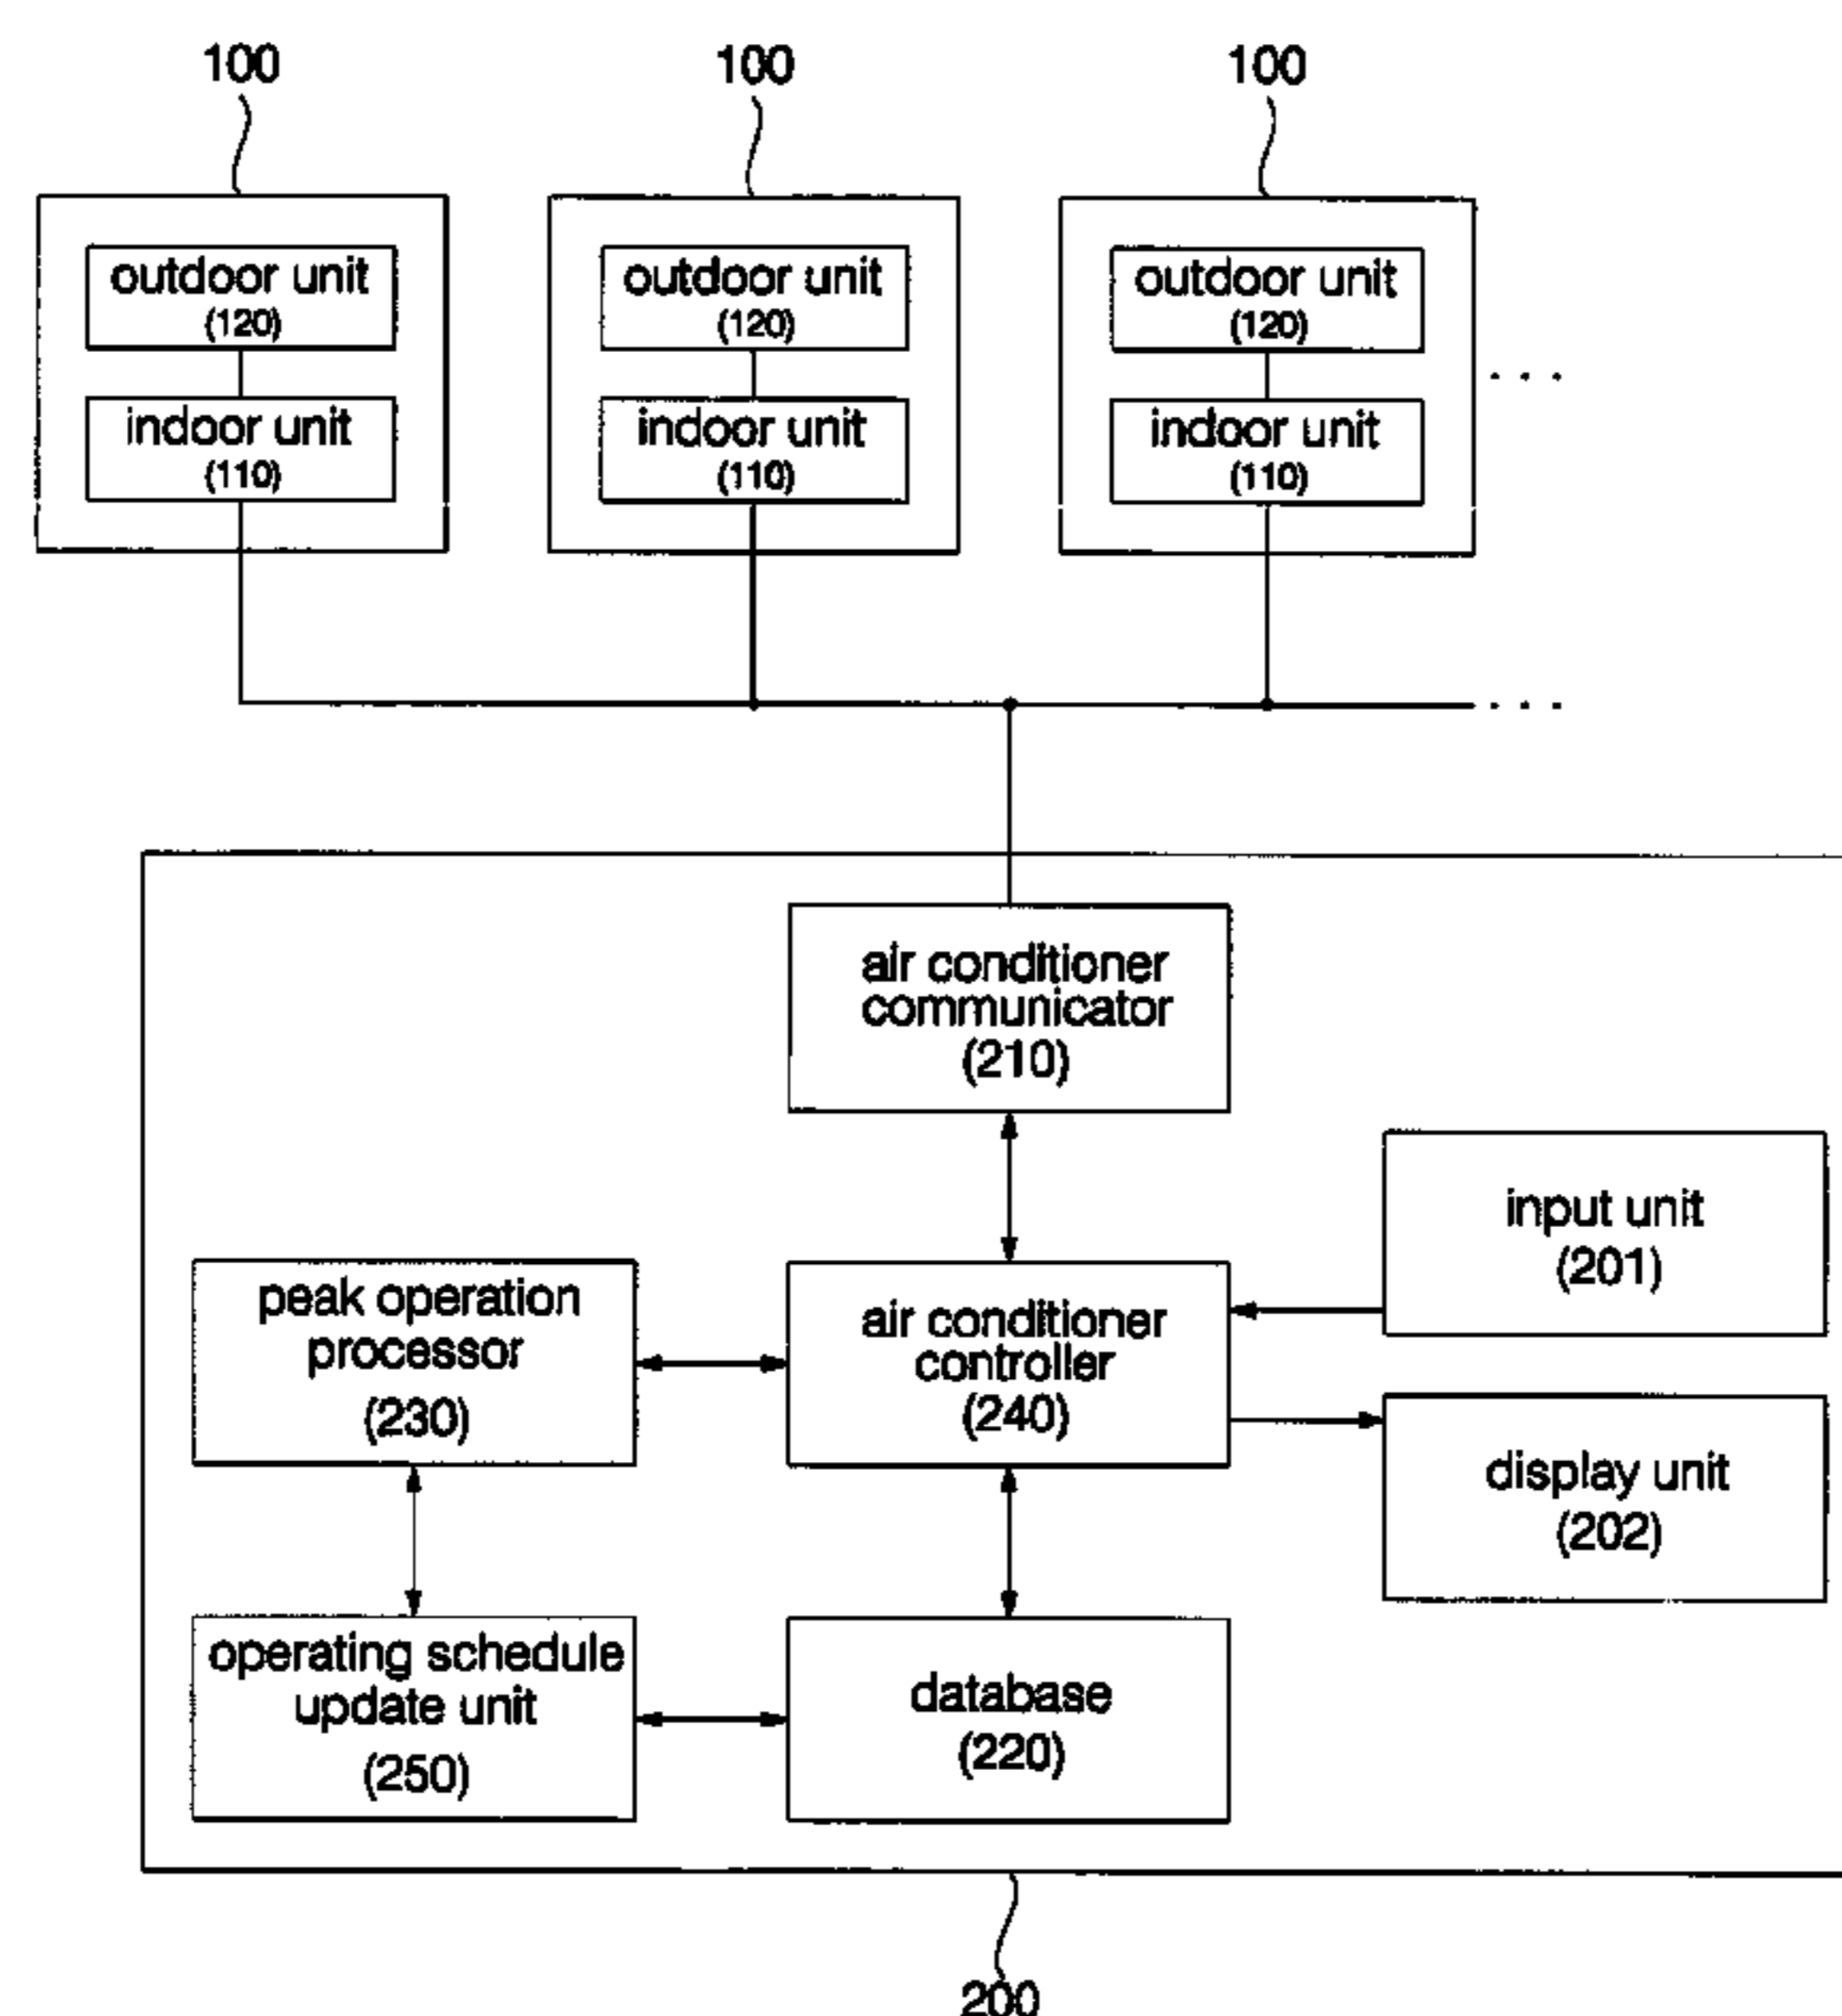 100 100 100
outdoor unit outdoor unit outdoor unit
(120) (120) (120)
. . .
indoor unit indoor unit indoor unit
(110) (110) (110)
. . .
air conditioner
communicator
(210)
input unit
(201)
peak operation
processor
(230)
air conditioner
controller
(240)
display unit
(202)
operating schedule
update unit
(250)
database
(220)
200